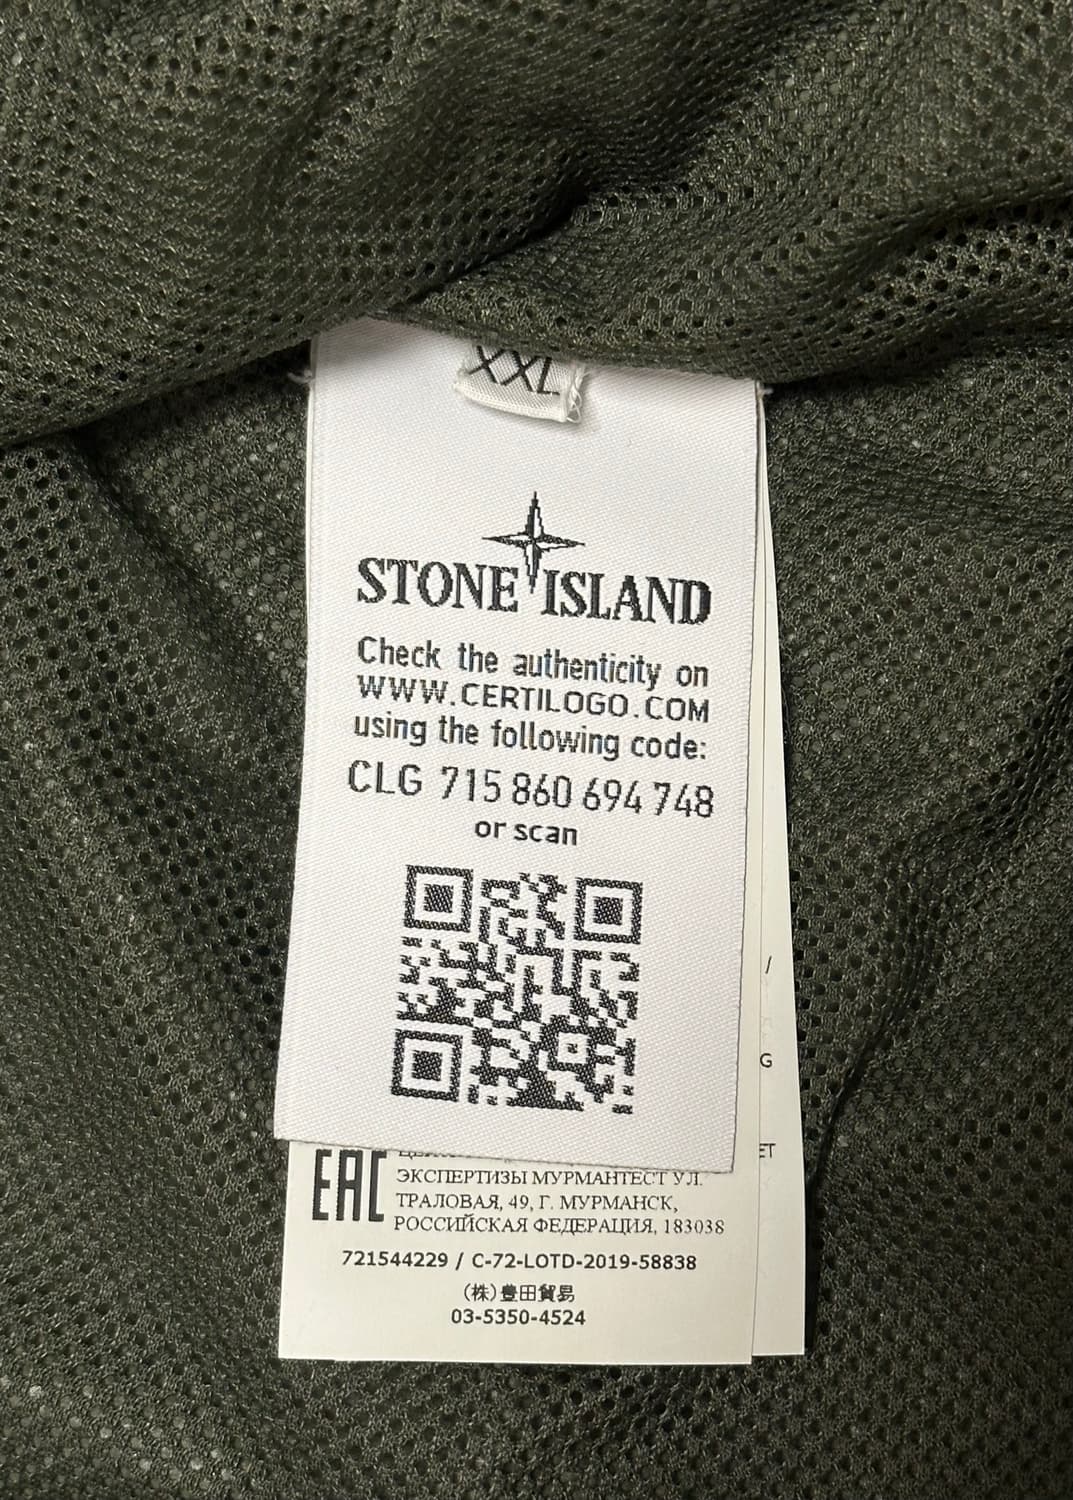 XXL
STONE ISLAND
Check the authenticity on
WWW.CERTILOGO.COM
using the following code:
CLG 715 860 694 748
or scan
/
G
ET
EAC
ЭКСПЕРТИЗЫ МУРМАНТЕСТ УЛ.
ТРАЛОВАЯ, 49, Г. МУРМАНСК,
РОССИЙСКАЯ ФЕДЕРАЦИЯ, 183038
721544229 / C-72-LOTD-2019-58838
(株)豊田貿易
03-5350-4524